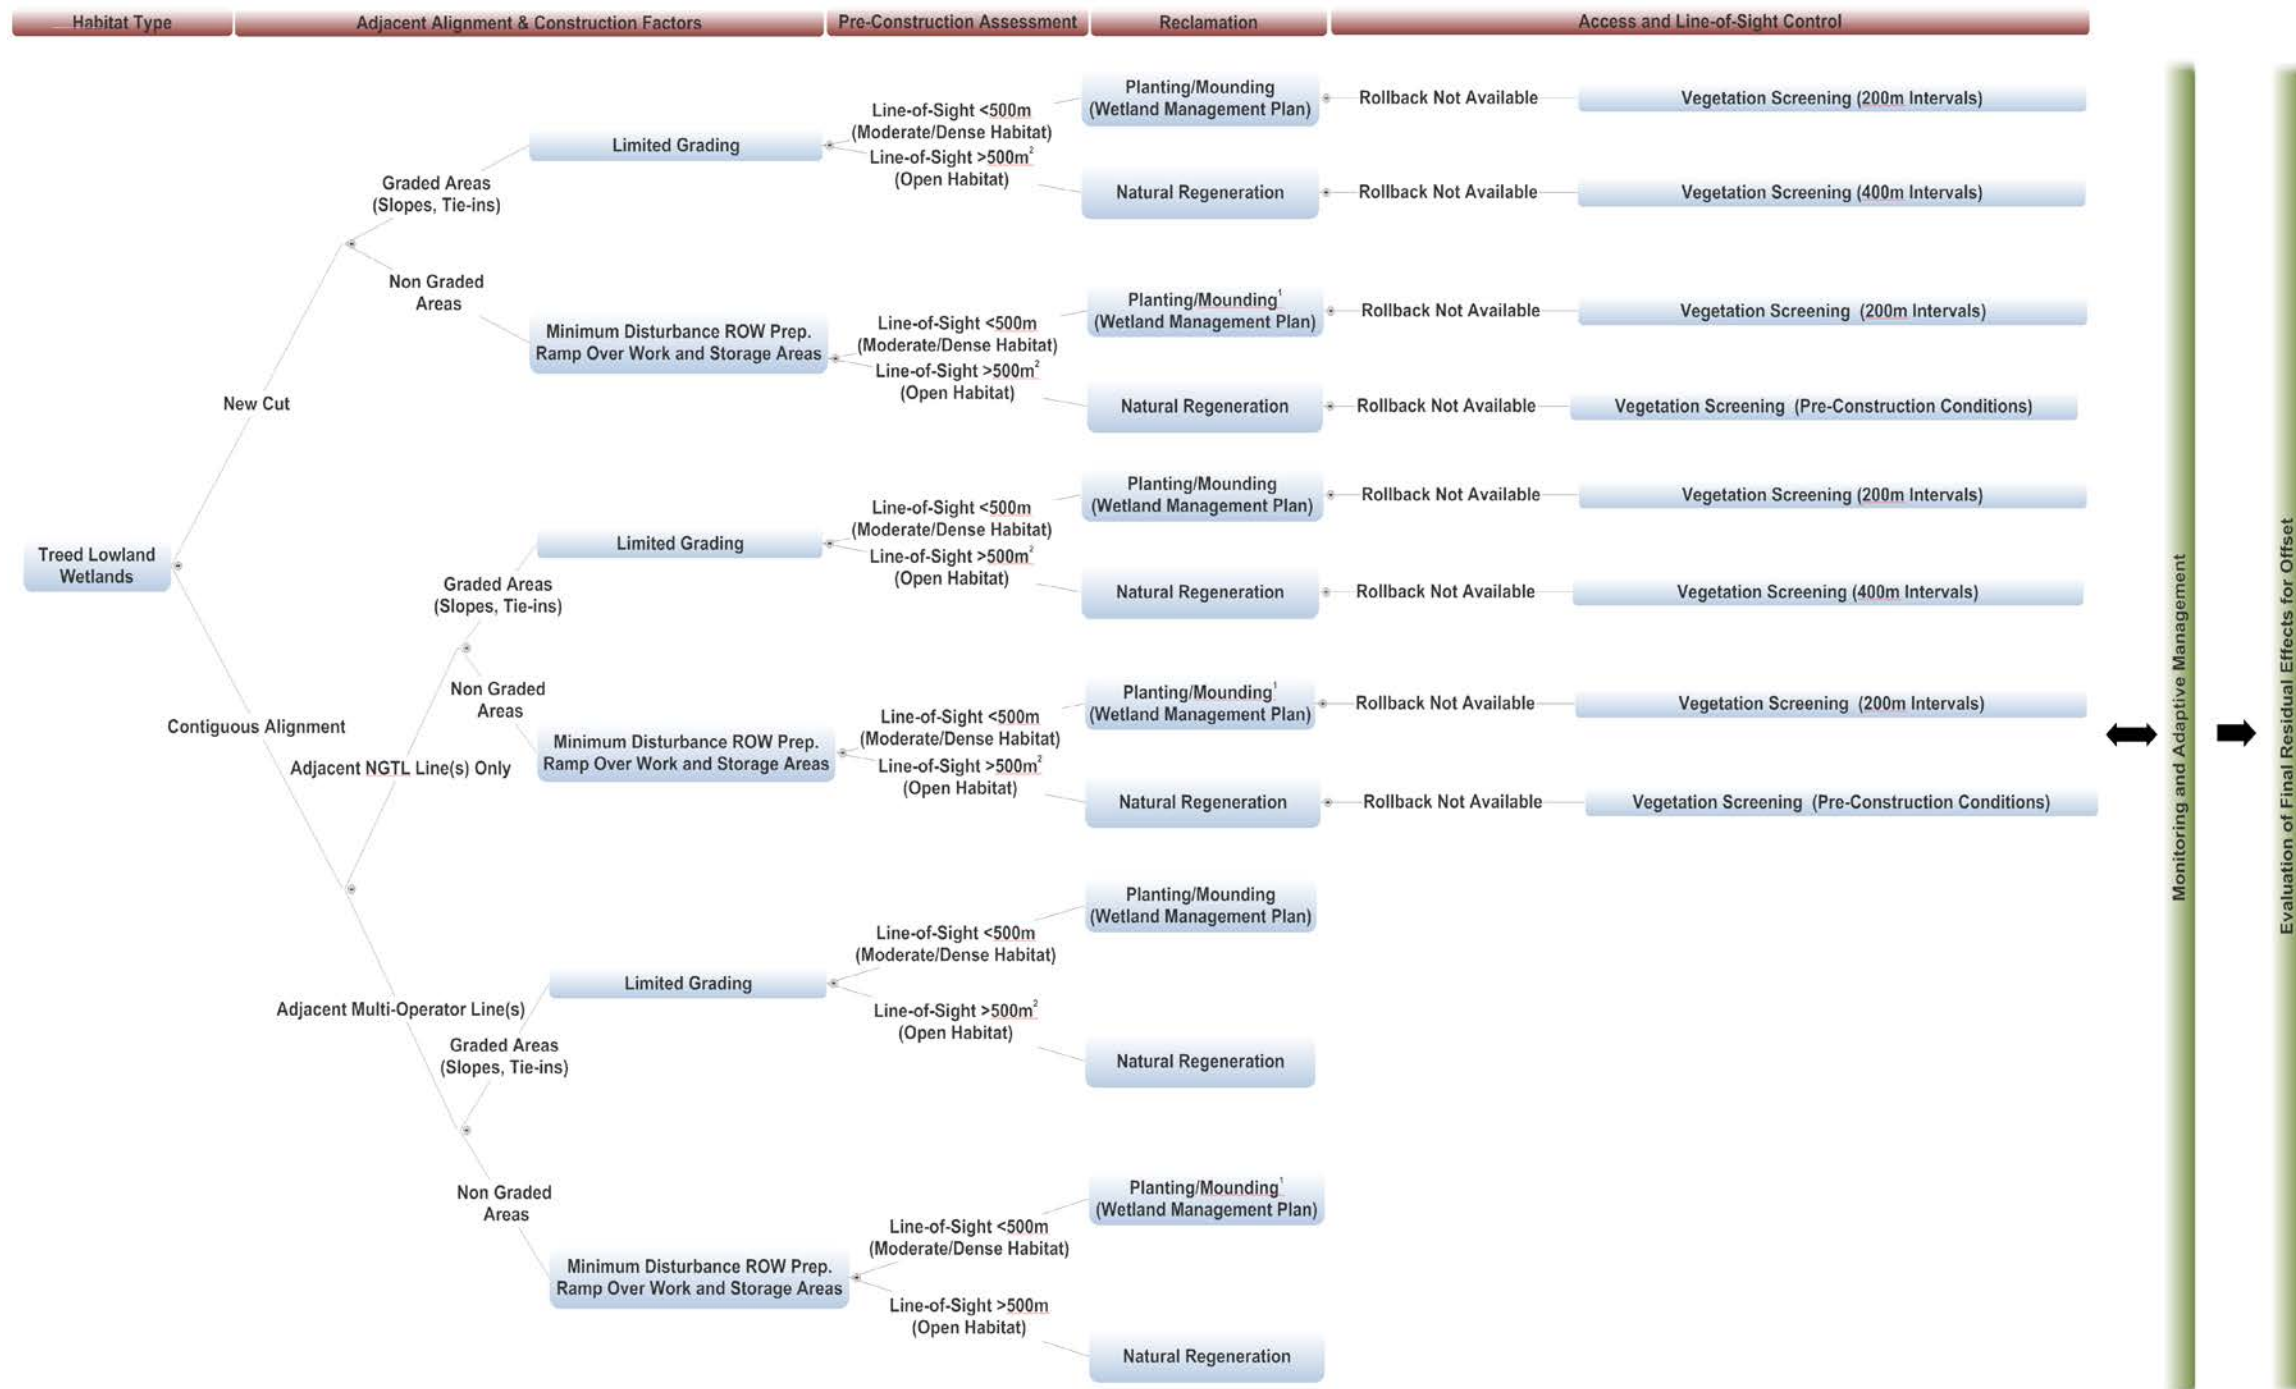 Habitat Type
Adjacent Alignment & Construction Factors
Pre-Construction Assessment
Reclamation
Access and Line-of-Sight Control
Treed Lowland
Wetlands
New Cut
Graded Areas
(Slopes, Tie-ins)
Limited Grading
Line-of-Sight <500m
(Moderate/Dense Habitat)
Planting/Mounding
(Wetland Management Plan)
Rollback Not Available
Vegetation Screening (200m Intervals)
Line-of-Sight >500m²
(Open Habitat)
Natural Regeneration
Rollback Not Available
Vegetation Screening (400m Intervals)
Non Graded
Areas
Minimum Disturbance ROW Prep.
Ramp Over Work and Storage Areas
Line-of-Sight <500m
(Moderate/Dense Habitat)
Planting/Mounding¹
(Wetland Management Plan)
Rollback Not Available
Vegetation Screening (200m Intervals)
Line-of-Sight >500m²
(Open Habitat)
Natural Regeneration
Rollback Not Available
Vegetation Screening (Pre-Construction Conditions)
Contiguous Alignment
Adjacent NGTL Line(s) Only
Graded Areas
(Slopes, Tie-ins)
Limited Grading
Line-of-Sight <500m
(Moderate/Dense Habitat)
Planting/Mounding
(Wetland Management Plan)
Rollback Not Available
Vegetation Screening (200m Intervals)
Line-of-Sight >500m²
(Open Habitat)
Natural Regeneration
Rollback Not Available
Vegetation Screening (400m Intervals)
Non Graded
Areas
Minimum Disturbance ROW Prep.
Ramp Over Work and Storage Areas
Line-of-Sight <500m
(Moderate/Dense Habitat)
Planting/Mounding¹
(Wetland Management Plan)
Rollback Not Available
Vegetation Screening (200m Intervals)
Line-of-Sight >500m²
(Open Habitat)
Natural Regeneration
Rollback Not Available
Vegetation Screening (Pre-Construction Conditions)
Adjacent Multi-Operator Line(s)
Graded Areas
(Slopes, Tie-ins)
Limited Grading
Line-of-Sight <500m
(Moderate/Dense Habitat)
Planting/Mounding
(Wetland Management Plan)
Line-of-Sight >500m²
(Open Habitat)
Natural Regeneration
Non Graded
Areas
Minimum Disturbance ROW Prep.
Ramp Over Work and Storage Areas
Line-of-Sight <500m
(Moderate/Dense Habitat)
Planting/Mounding¹
(Wetland Management Plan)
Line-of-Sight >500m
(Open Habitat)
Natural Regeneration
Monitoring and Adaptive Management
Evaluation of Final Residual Effects for Offset